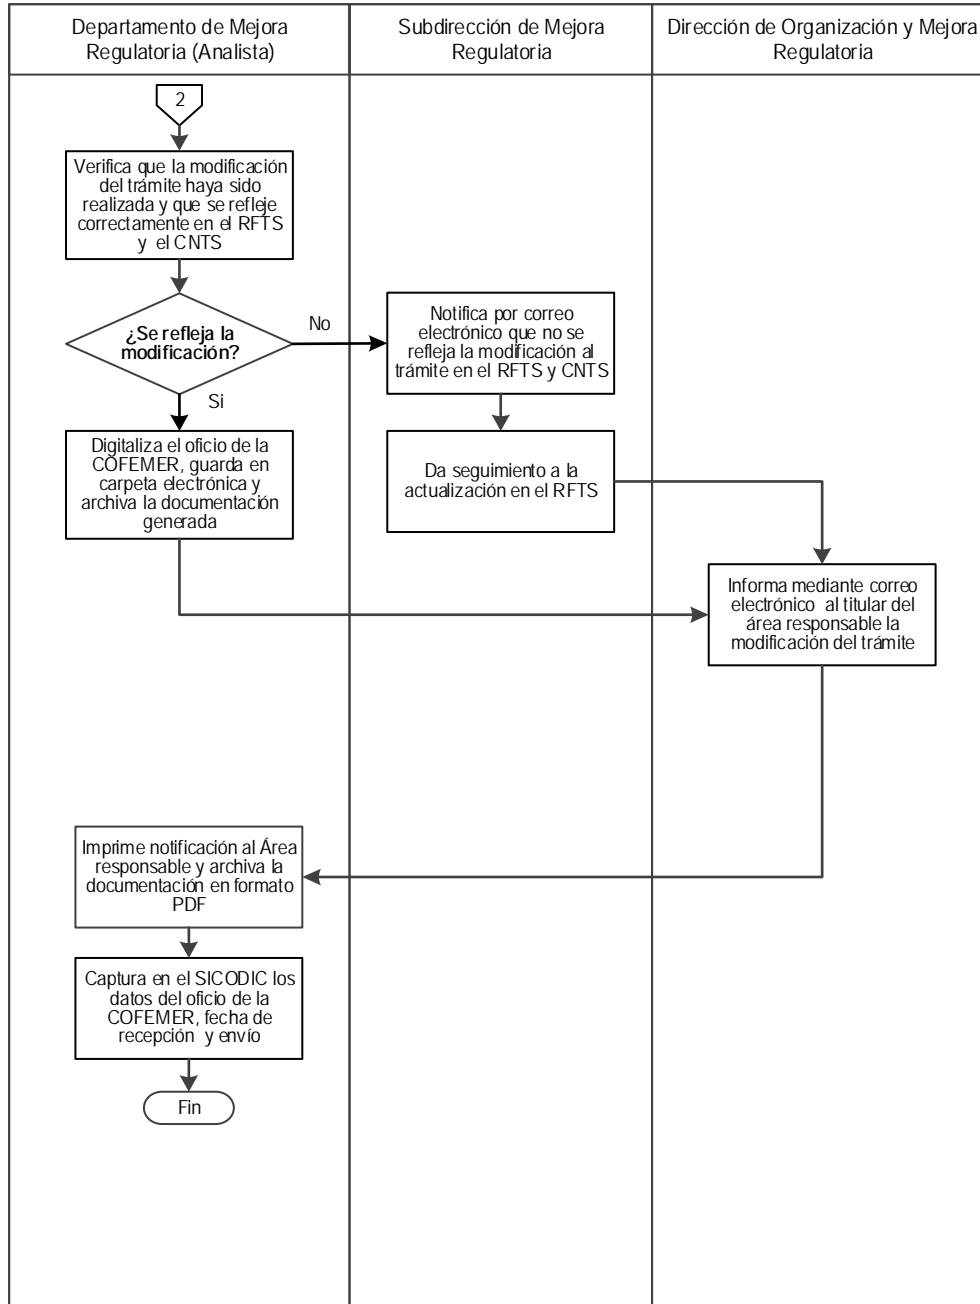 Departamento de Mejora
Regulatoria (Analista)
Subdirección de Mejora
Regulatoria
Dirección de Organización y Mejora
Regulatoria
2
Verifica que la modificación
del trámite haya sido
realizada y que se refleje
correctamente en el RFTS
y el CNTS
¿Se refleja la
modificación?
No
Notifica por correo
electrónico que no se
refleja la modificación al
trámite en el RFTS y CNTS
Si
Digitaliza el oficio de la
COFEMER, guarda en
carpeta electrónica y
archiva la documentación
generada
Da seguimiento a la
actualización en el RFTS
Informa mediante correo
electrónico al titular del
área responsable la
modificación del trámite
Imprime notificación al Área
responsable y archiva la
documentación en formato
PDF
Captura en el SICODIC los
datos del oficio de la
COFEMER, fecha de
recepción y envío
Fin